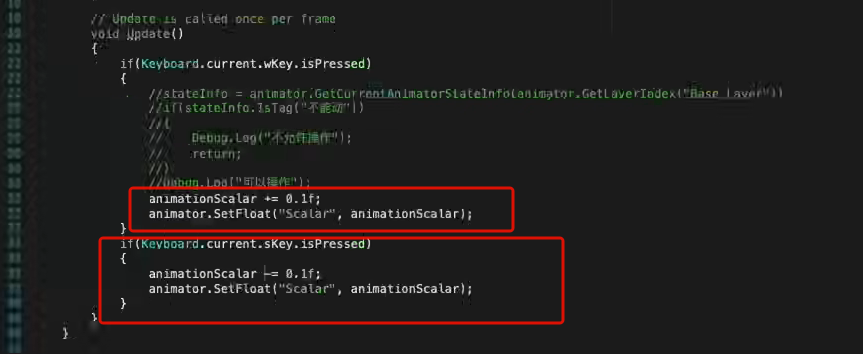 // Update is called once per frame
void Update()
{
if(Keyboard.current.wKey.isPressed)
{
//stateInfo = animator.GetCurrentAnimatorStateInfo(animator.GetLayerIndex("Base Layer"))
//if(stateInfo.IsTag("不能动"))
//{
// Debug.Log("不允许操作");
// return;
//}
//Debug.Log("可以操作");
animationScalar += 0.1f;
animator.SetFloat("Scalar", animationScalar);
}
if(Keyboard.current.sKey.isPressed)
{
animationScalar -= 0.1f;
animator.SetFloat("Scalar", animationScalar);
}
}
}